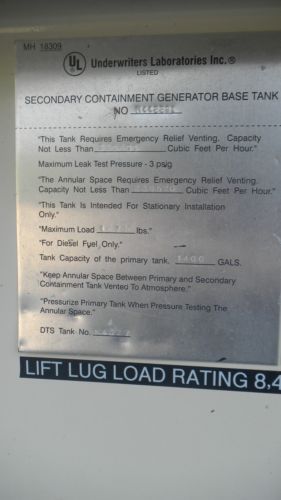 MH 18309
UL Underwriters Laboratories Inc.®
LISTED
SECONDARY CONTAINMENT GENERATOR BASE TANK
NO
"This Tank Requires Emergency Relief Venting, Capacity
Not Less Than Cubic Feet Per Hour."
Maximum Leak Test Pressure - 3 psig
"The Annular Space Requires Emergency Relief Venting,
Capacity Not Less Than Cubic Feet Per Hour."
"This Tank Is Intended For Stationary Installation
Only."
"Maximum Load lbs."
"For Diesel Fuel Only."
Tank Capacity of the primary tank. 1400 GALS.
"Keep Annular Space Between Primary and Secondary
Containment Tank Vented To Atmosphere."
"Pressurize Primary Tank When Pressure Testing The
Annular Space."
DTS Tank No.
LIFT LUG LOAD RATING 8,4